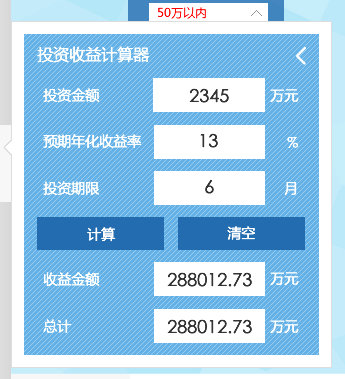 50万以内
投资收益计算器
投资金额 2345 万元
预期年化收益率 13 %
投资期限 6 月
计算 清空
收益金额 288012.73 万元
总计 288012.73 万元